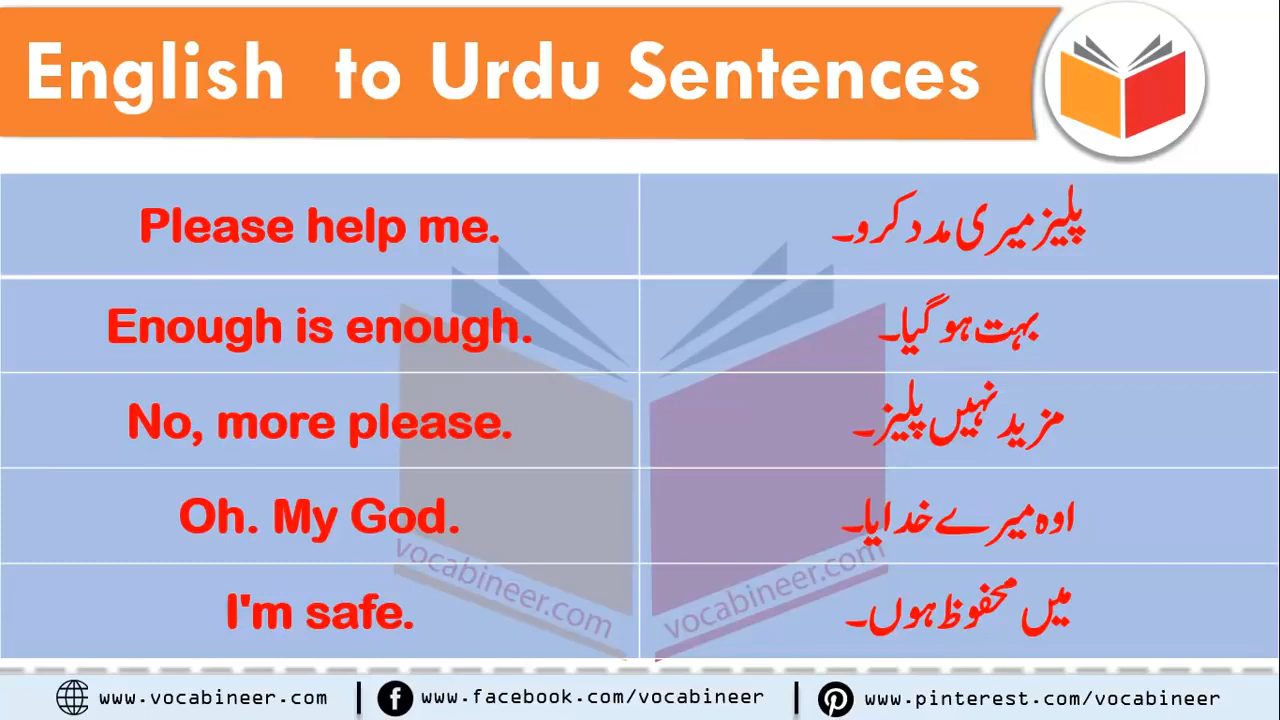 English to Urdu Sentences
Please help me.
پلیز میری مدد کرو۔
Enough is enough.
بہت ہو گیا۔
No, more please.
مزید نہیں پلیز۔
Oh. My God.
اوہ میرے خدایا۔
I'm safe.
میں محفوظ ہوں۔
vocabineer.com
vocabineer.com
www.vocabineer.com | www.facebook.com/vocabineer | www.pinterest.com/vocabineer